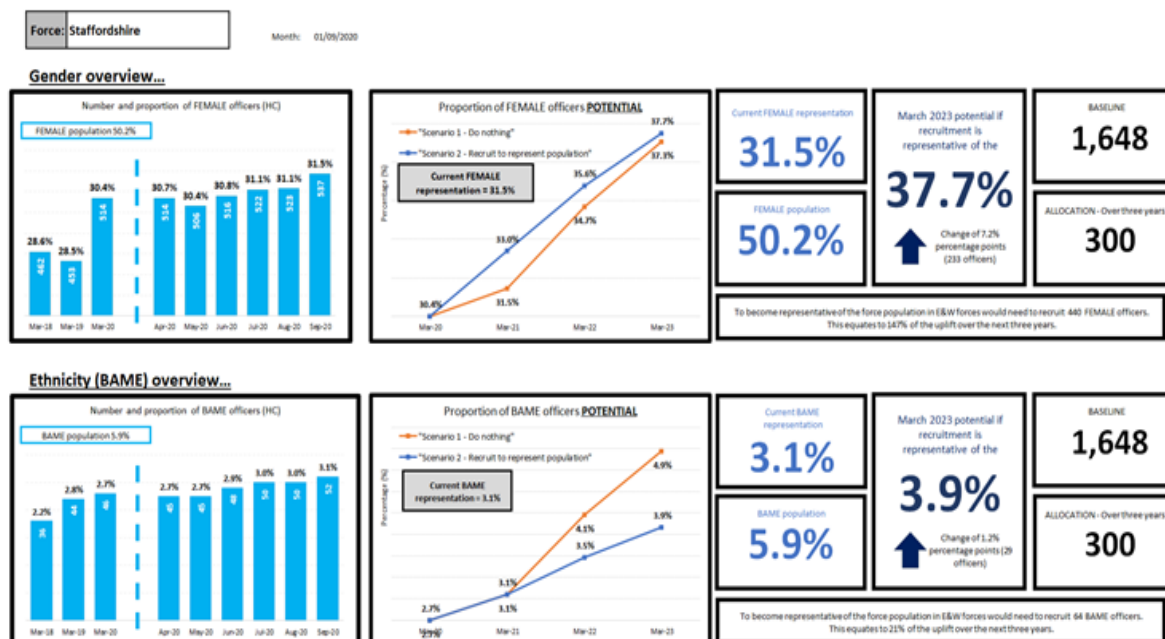 Force: Staffordshire
Month: 01/09/2020
Gender overview...
Number and proportion of FEMALE officers (HC)
FEMALE population 50.2%
28.6% 28.5% 30.4% 30.7% 30.4% 30.8% 31.1% 31.1% 31.5%
462 453 514 514 506 516 522 523 537
Mar-18 Mar-19 Mar-20 Apr-20 May-20 Jun-20 Jul-20 Aug-20 Sep-20
Proportion of FEMALE officers POTENTIAL
"Scenario 1 - Do nothing"
"Scenario 2 - Recruit to represent population"
Current FEMALE
representation = 31.5%
Percentage (%)
37.7%
37.3%
35.6%
34.7%
33.0%
31.5%
30.4%
Mar-20 Mar-21 Mar-22 Mar-23
Current FEMALE representation
31.5%
FEMALE population
50.2%
March 2023 potential if
recruitment is
representative of the
37.7%
Change of 7.2%
percentage points
(233 officers)
BASELINE
1,648
ALLOCATION - Over three years
300
To become representative of the force population in E&W forces would need to recruit 440 FEMALE officers.
This equates to 147% of the uplift over the next three years.
Ethnicity (BAME) overview...
Number and proportion of BAME officers (HC)
BAME population 5.9%
2.2% 2.8% 2.7% 2.7% 2.7% 2.9% 3.0% 3.0% 3.1%
36 44 46 45 45 48 50 50 52
Mar-18 Mar-19 Mar-20 Apr-20 May-20 Jun-20 Jul-20 Aug-20 Sep-20
Proportion of BAME officers POTENTIAL
"Scenario 1 - Do nothing"
"Scenario 2 - Recruit to represent population"
Current BAME
representation = 3.1%
Percentage (%)
4.9%
4.1%
3.9%
3.5%
3.1%
3.1%
2.7%
Mar-21 Mar-22 Mar-23
Current BAME
representation
3.1%
BAME population
5.9%
March 2023 potential if
recruitment is
representative of the
3.9%
Change of 1.2%
percentage points (29
officers)
BASELINE
1,648
ALLOCATION - Over three years
300
To become representative of the force population in E&W forces would need to recruit 64 BAME officers.
This equates to 21% of the uplift over the next three years.